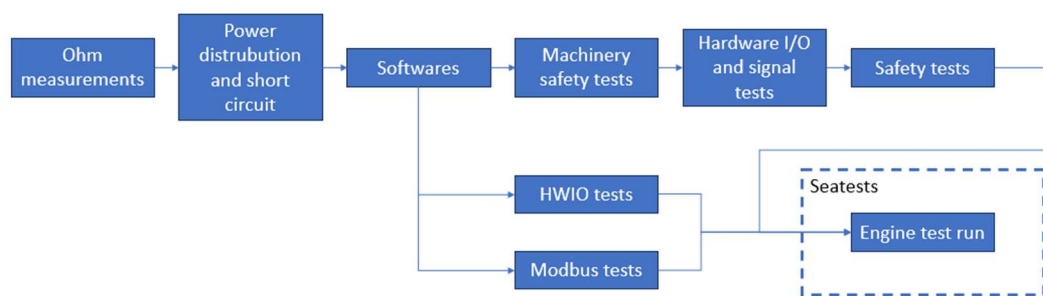 Ohm
measurements
Power
distrubution
and short
circuit
Softwares
Machinery
safety tests
Hardware I/O
and signal
tests
Safety tests
HWIO tests
Modbus tests
Seatests
Engine test run